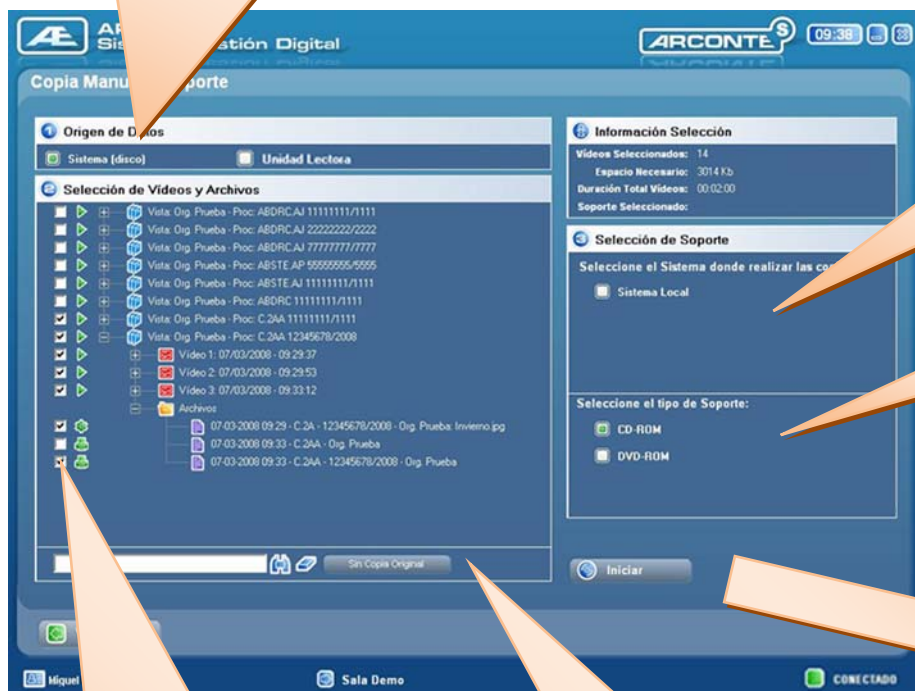 Æ
stión Digital
ARCONTE S
09:38
Copia Manu
porte
1 Origen de D
os
Sistema (disco)
Unidad Lectora
2 Selección de Vídeos y Archivos
Vista: Org. Prueba - Proc: ABDRC.AJ 11111111/1111
Vista: Org. Prueba - Proc: ABDRC.AJ 22222222/2222
Vista: Org. Prueba - Proc: ABDRC.AJ 77777777/7777
Vista: Org. Prueba - Proc: ABSTE.AP 55555555/5555
Vista: Org. Prueba - Proc: ABSTE.AJ 11111111/1111
Vista: Org. Prueba - Proc: ABDRC 11111111/1111
Vista: Org. Prueba - Proc: C.2AA 11111111/1111
Vista: Org. Prueba - Proc: C.2AA 12345678/2008
Vídeo 1: 07/03/2008 - 09:29:37
Vídeo 2: 07/03/2008 - 09:29:53
Vídeo 3: 07/03/2008 - 09:33:12
Archivos
07-03-2008 09:29 - C.2A - 12345678/2008 - Org. Prueba: Invierno.jpg
07-03-2008 09:33 - C.2AA - Org. Prueba
07-03-2008 09:33 - C.2AA - 12345678/2008 - Org. Prueba
Sin Copia Original
Información Selección
Vídeos Seleccionados: 14
Espacio Necesario: 3014 Kb
Duración Total Vídeos: 00:02:00
Soporte Seleccionado:
3 Selección de Soporte
Seleccione el Sistema donde realizar las co
Sistema Local
Seleccione el tipo de Soporte:
CD-ROM
DVD-ROM
Iniciar
Miguel
Sala Demo
CONECTADO